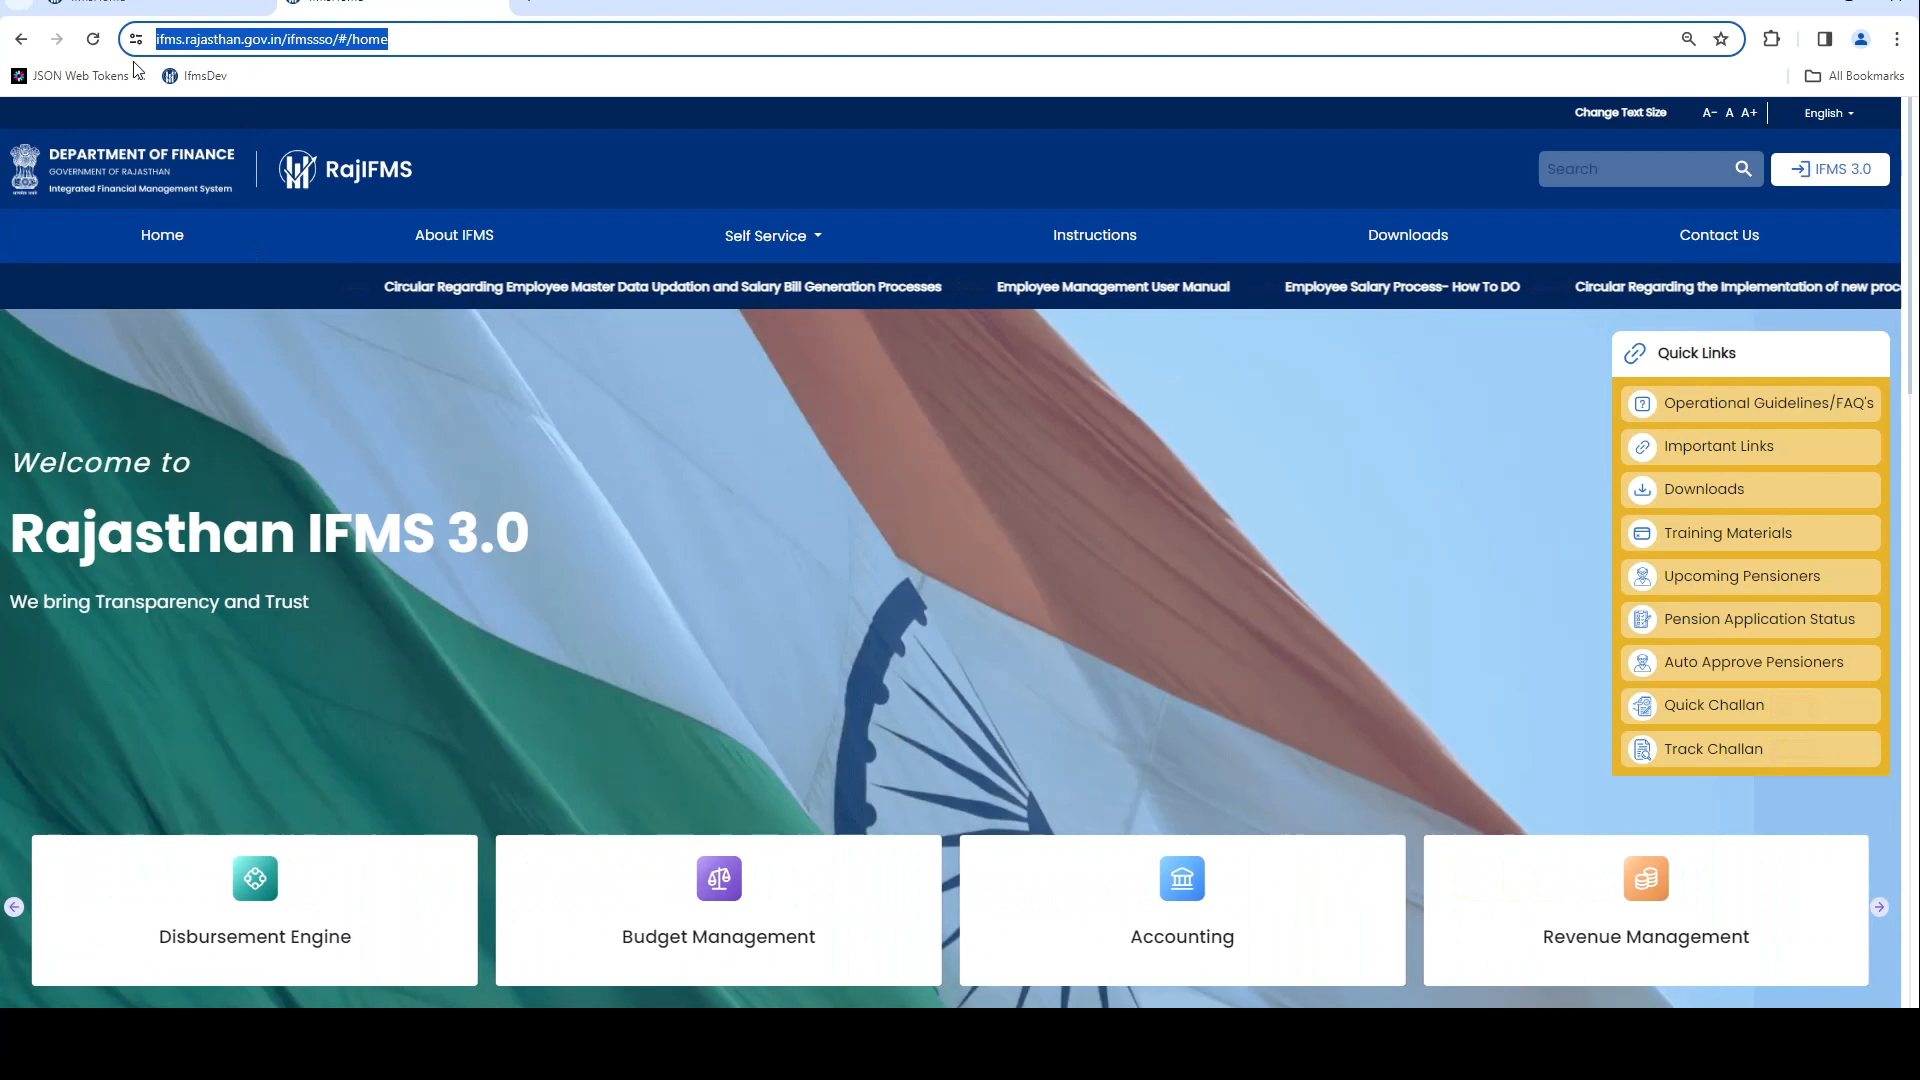 ifms.rajasthan.gov.in/ifmssso/#/home
JSON Web Tokens
IfmsDev
All Bookmarks
Change Text Size
A- A A+
English
DEPARTMENT OF FINANCE
GOVERNMENT OF RAJASTHAN
Integrated Financial Management System
RajIFMS
Search
IFMS 3.0
Home
About IFMS
Self Service
Instructions
Downloads
Contact Us
Circular Regarding Employee Master Data Updation and Salary Bill Generation Processes
Employee Management User Manual
Employee Salary Process- How To DO
Circular Regarding the Implementation of new proc
Quick Links
Operational Guidelines/FAQ's
Important Links
Downloads
Training Materials
Upcoming Pensioners
Pension Application Status
Auto Approve Pensioners
Quick Challan
Track Challan
Welcome to
Rajasthan IFMS 3.0
We bring Transparency and Trust
Disbursement Engine
Budget Management
Accounting
Revenue Management